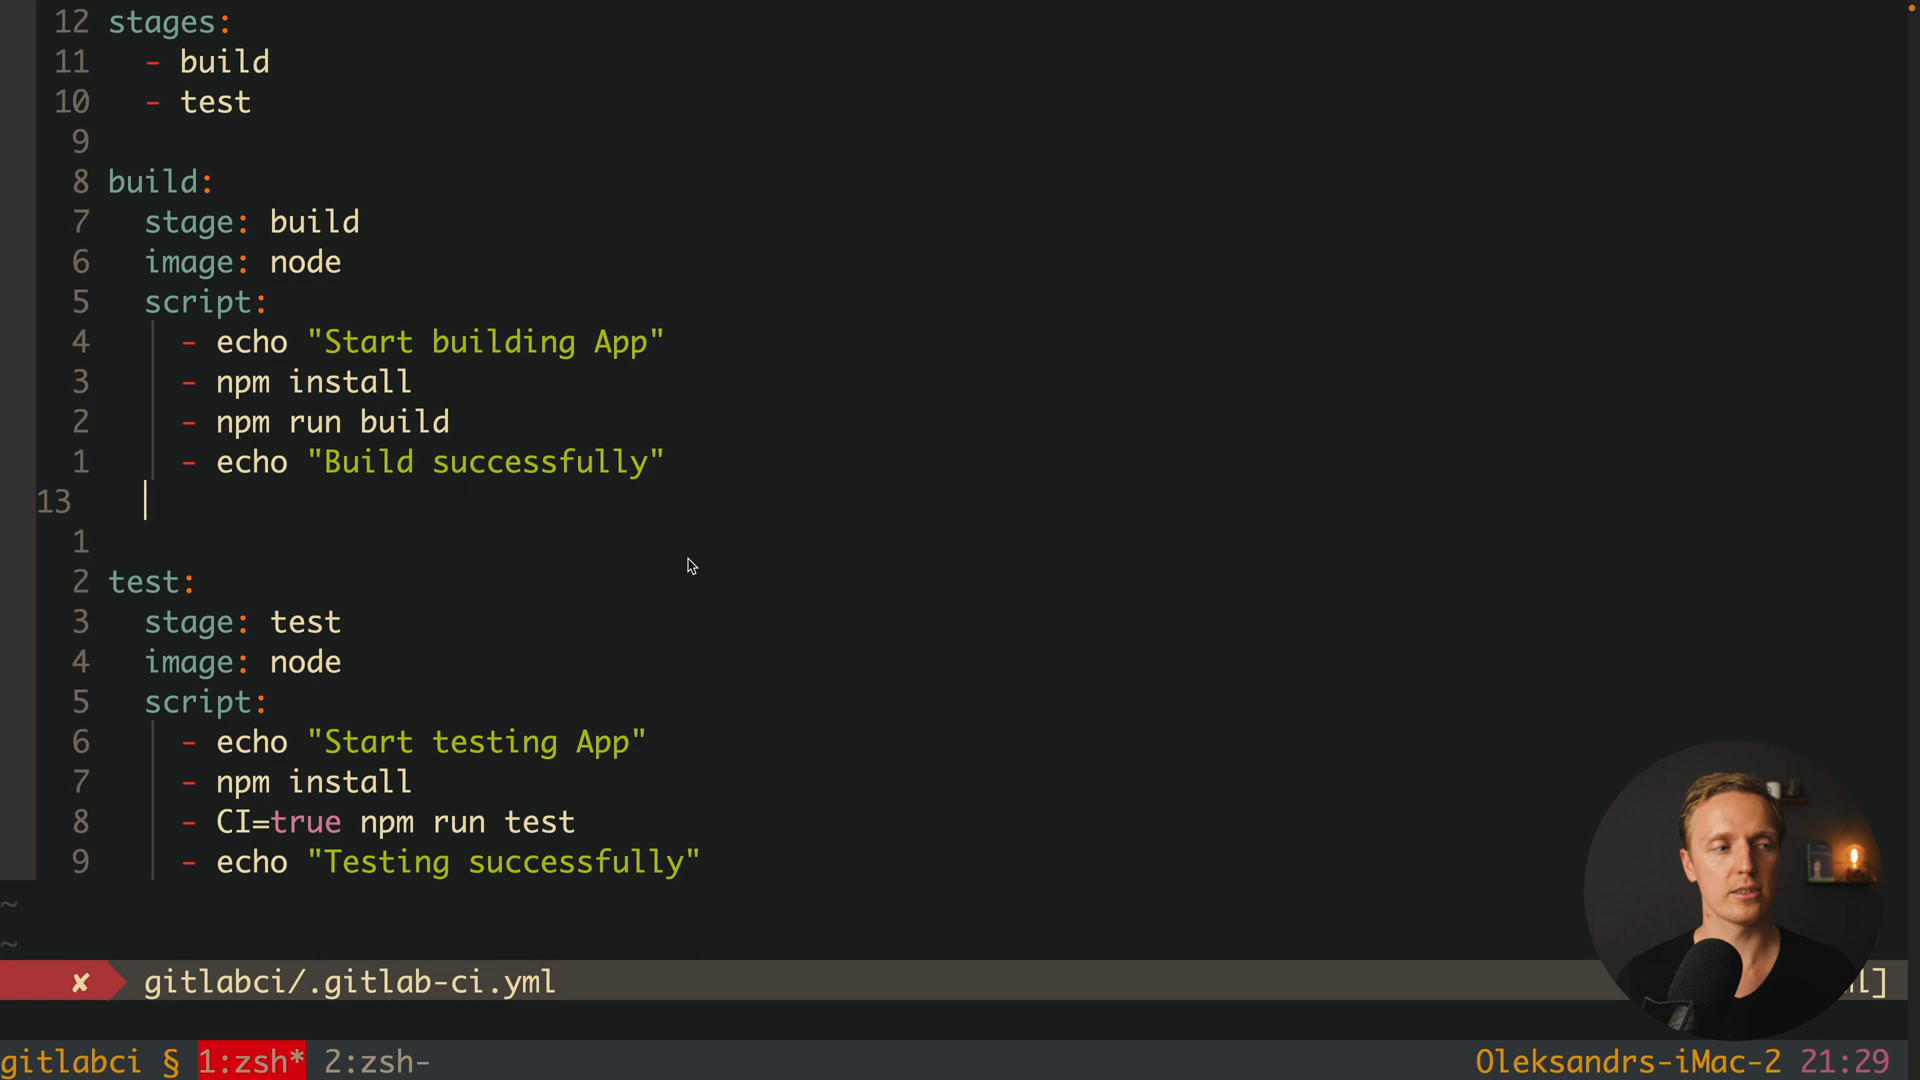 12 stages:
11 - build
10 - test
9
8 build:
7 stage: build
6 image: node
5 script:
4 - echo "Start building App"
3 - npm install
2 - npm run build
1 - echo "Build successfully"
13
1
2 test:
3 stage: test
4 image: node
5 script:
6 - echo "Start testing App"
7 - npm install
8 - CI=true npm run test
9 - echo "Testing successfully"
~
~
✘ gitlabci/.gitlab-ci.yml l]
gitlabci § 1:zsh* 2:zsh- Oleksandrs-iMac-2 21:29